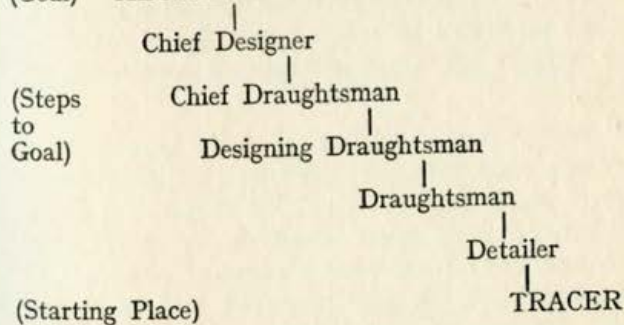 Chief Designer
(Steps Chief Draughtsman
to
Goal) Designing Draughtsman
Draughtsman
Detailer
(Starting Place) TRACER